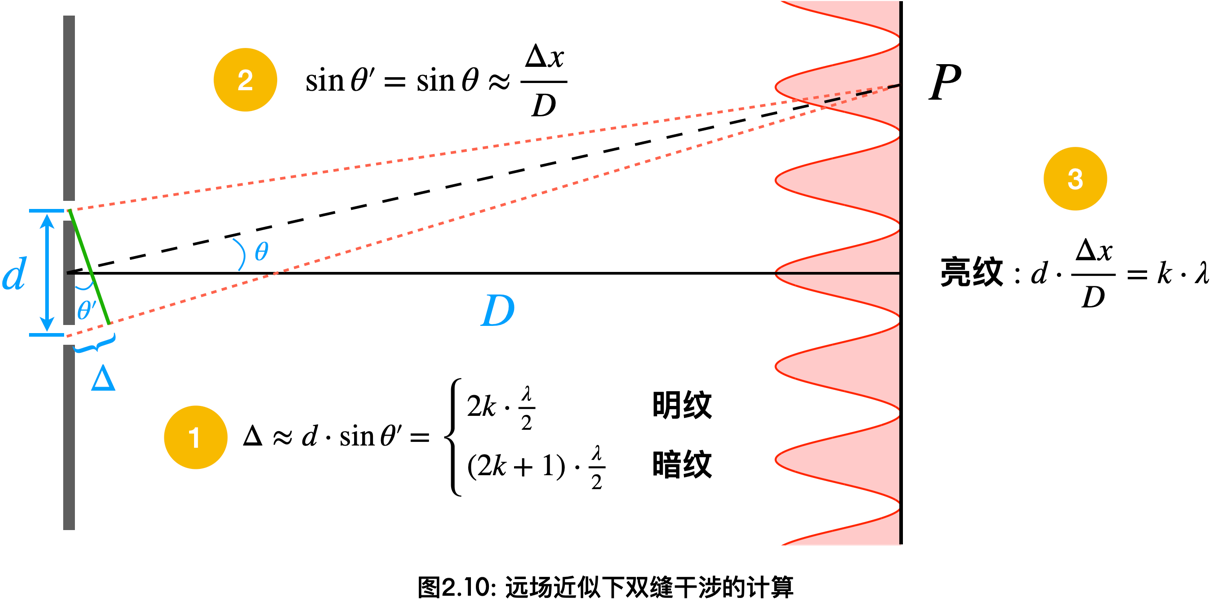 2 sin θ′ = sin θ ≈ Δx/D
P
3
亮纹 : d · Δx/D = k · λ
d
θ
θ′
D
Δ
1 Δ ≈ d · sin θ′ = { 2k · λ/2 明纹
(2k + 1) · λ/2 暗纹
图2.10: 远场近似下双缝干涉的计算